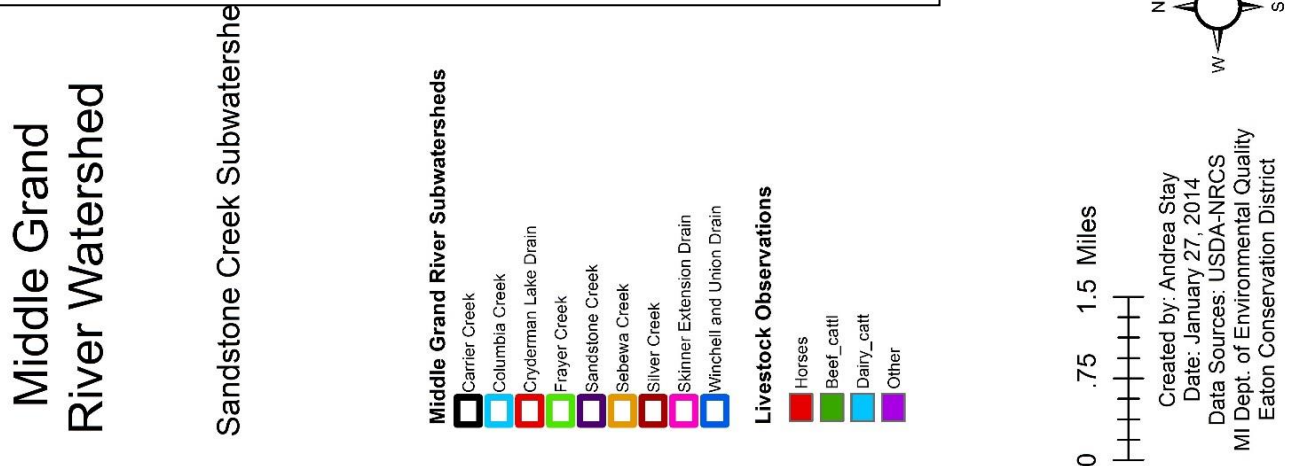 Middle Grand
River Watershed
Sandstone Creek Subwatershe
Middle Grand River Subwatersheds
Carrier Creek
Columbia Creek
Cryderman Lake Drain
Frayer Creek
Sandstone Creek
Sebewa Creek
Silver Creek
Skinner Extension Drain
Winchell and Union Drain
Livestock Observations
Horses
Beef_cattl
Dairy_catt
Other
0 .75 1.5 Miles
Created by: Andrea Stay
Date: January 27, 2014
Data Sources: USDA-NRCS
MI Dept. of Environmental Quality
Eaton Conservation District
N
W
S